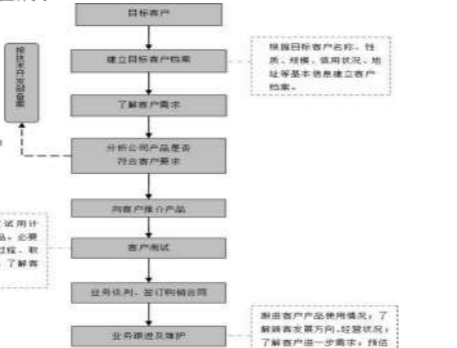 目标客户
建立目标客户档案
根据目标客户名称、性
质、规模、信用状况、地
址等基本信息建立客户
档案。
报技术开发部备案
了解客户需求
分析公司产品是否
符合客户要求
向客户推介产品
试用计
品。必要
过程、取
了解客
客户测试
业务谈判、签订购销合同
业务跟进及维护
跟进客户产品使用情况；了
解顾客发展方向、经营状况；
了解客户进一步需求；预估